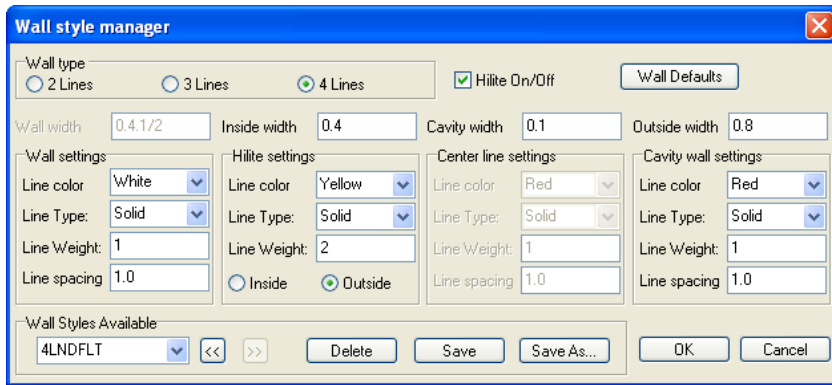 Wall style manager
Wall type
2 Lines 3 Lines 4 Lines Hilite On/Off Wall Defaults
Wall width 0.4.1/2 Inside width 0.4 Cavity width 0.1 Outside width 0.8
Wall settings Hilite settings Center line settings Cavity wall settings
Line color White Line color Yellow Line color Red Line color Red
Line Type: Solid Line Type: Solid Line Type: Solid Line Type: Solid
Line Weight: 1 Line Weight: 2 Line Weight: 1 Line Weight: 1
Line spacing 1.0 Inside Outside Line spacing 1.0 Line spacing 1.0
Wall Styles Available
4LNDFLT << >> Delete Save Save As... OK Cancel